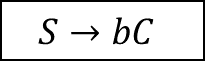 S → bC